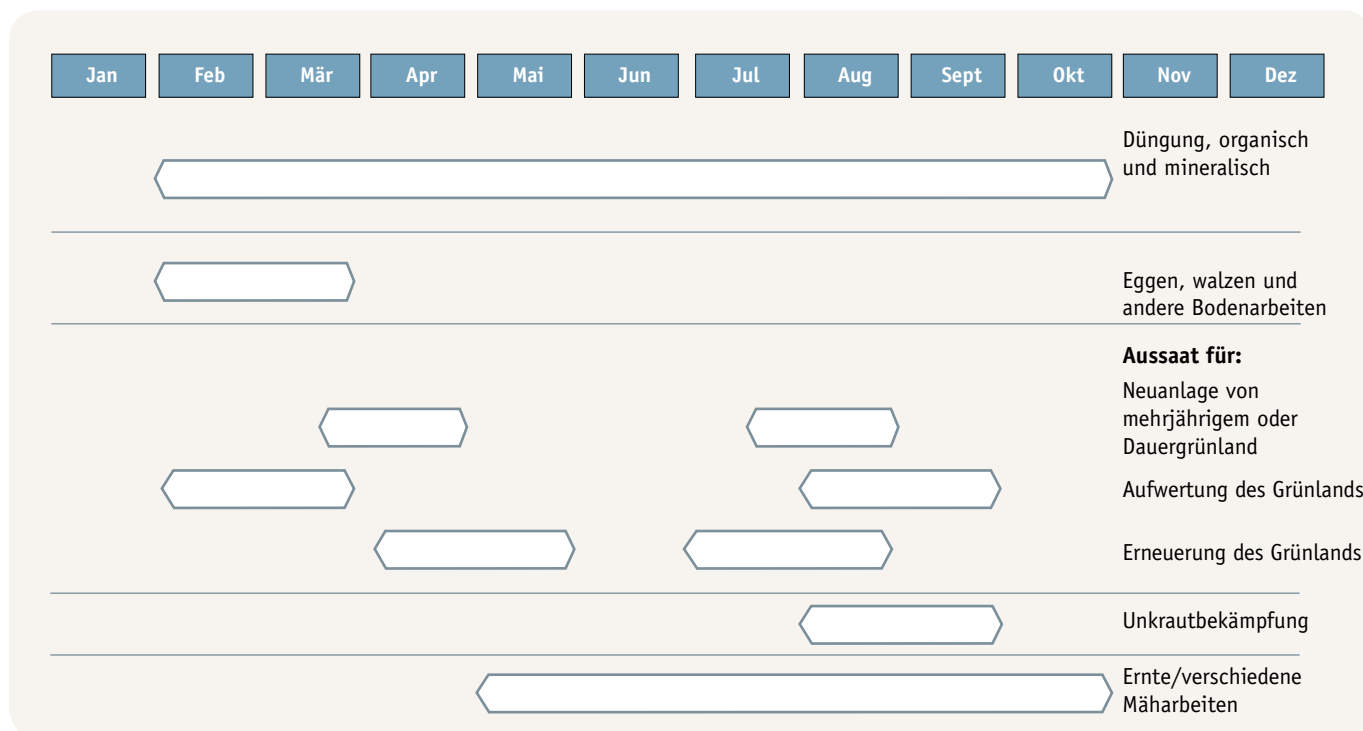 Jan Feb Mär Apr Mai Jun Jul Aug Sept Okt Nov Dez
Düngung, organisch
und mineralisch
Eggen, walzen und
andere Bodenarbeiten
Aussaat für:
Neuanlage von
mehrjährigem oder
Dauergrünland
Aufwertung des Grünlands
Erneuerung des Grünlands
Unkrautbekämpfung
Ernte/verschiedene
Mäharbeiten